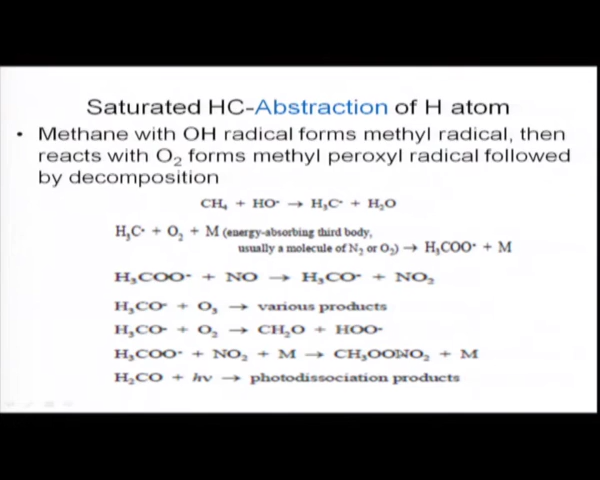 Saturated HC-Abstraction of H atom
• Methane with OH radical forms methyl radical, then
reacts with O₂ forms methyl peroxyl radical followed
by decomposition
CH₄ + HO• → H₃C• + H₂O
H₃C• + O₂ + M (energy-absorbing third body,
usually a molecule of N₂ or O₂) → H₃COO• + M
H₃COO• + NO → H₃CO• + NO₂
H₃CO• + O₃ → various products
H₃CO• + O₂ → CH₂O + HOO•
H₃COO• + NO₂ + M → CH₃OONO₂ + M
H₂CO + hν → photodissociation products